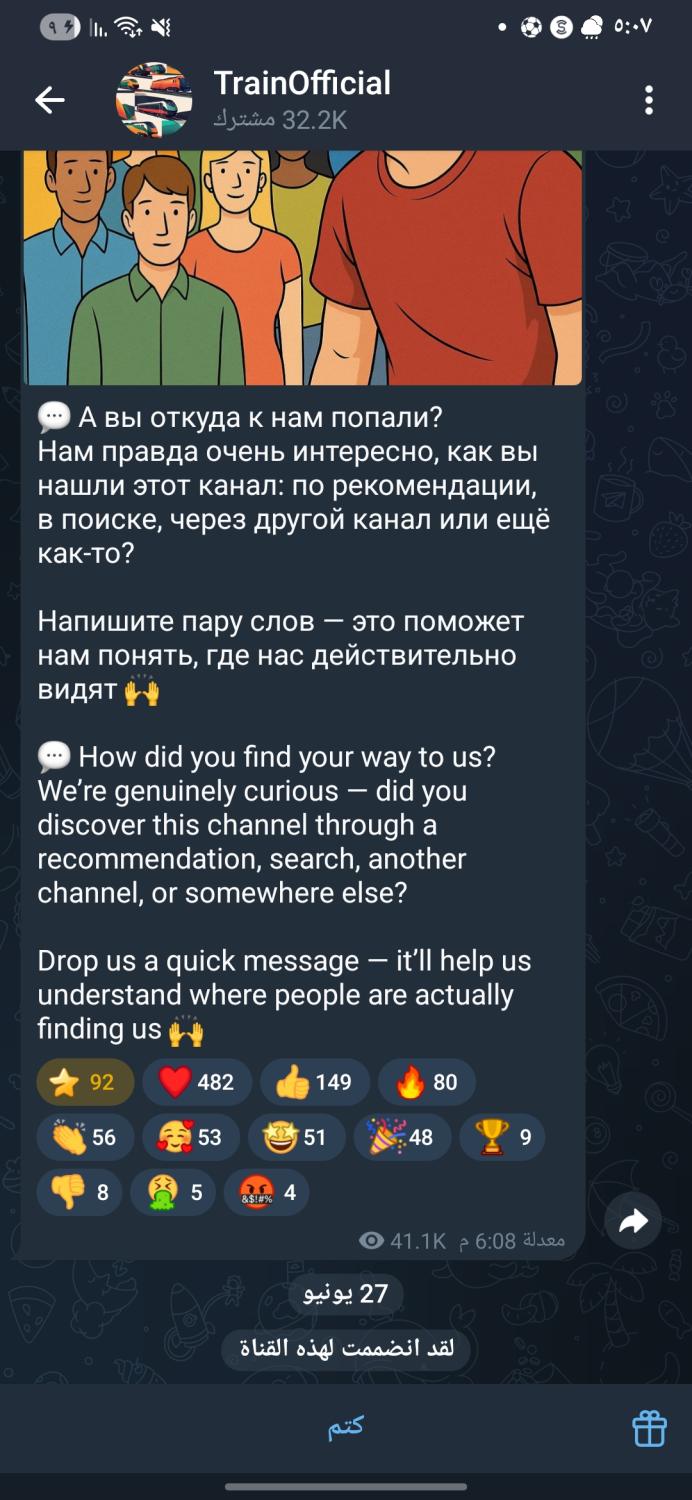 ٩
٥:٠٧
TrainOfficial
32.2K مشترك
💬 А вы откуда к нам попали?
Нам правда очень интересно, как вы
нашли этот канал: по рекомендации,
в поиске, через другой канал или ещё
как-то?
Напишите пару слов — это поможет
нам понять, где нас действительно
видят 🙌
💬 How did you find your way to us?
We’re genuinely curious — did you
discover this channel through a
recommendation, search, another
channel, or somewhere else?
Drop us a quick message — it’ll help us
understand where people are actually
finding us 🙌
⭐ 92 ❤️ 482 👍 149 🔥 80
👏 56 🥰 53 🤩 51 🎉 48 🏆 9
👎 8 🤮 5 🤬 4
41.1K معدلة 6:08 م
27 يونيو
لقد انضممت لهذه القناة
كتم